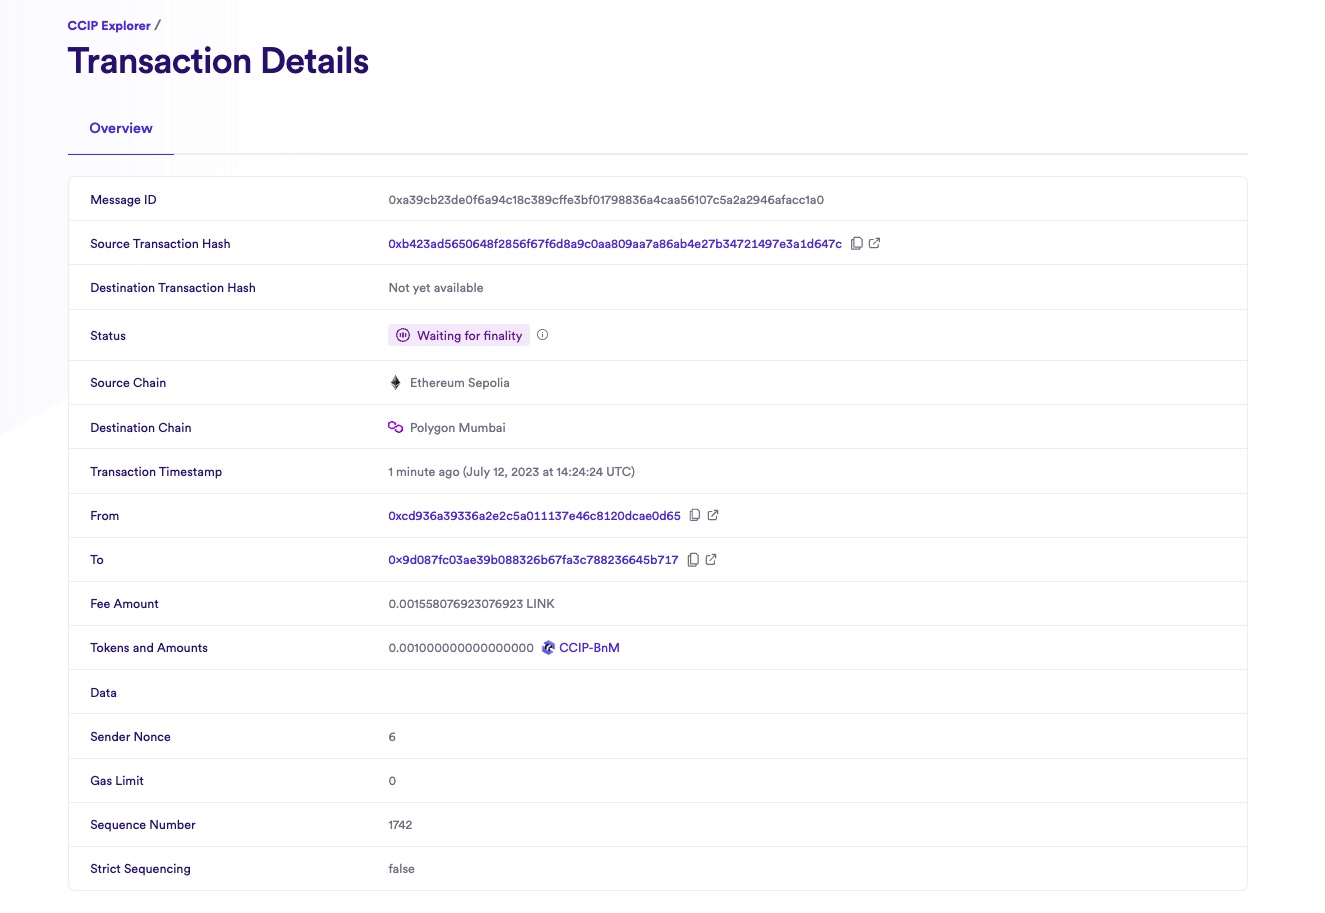 CCIP Explorer /
Transaction Details
Overview
Message ID 0xa39cb23de0f6a94c18c389cffe3bf01798836a4caa56107c5a2a2946afacc1a0
Source Transaction Hash 0xb423ad5650648f2856f67f6d8a9c0aa809aa7a86ab4e27b34721497e3a1d647c
Destination Transaction Hash Not yet available
Status Waiting for finality
Source Chain Ethereum Sepolia
Destination Chain Polygon Mumbai
Transaction Timestamp 1 minute ago (July 12, 2023 at 14:24:24 UTC)
From 0xcd936a39336a2e2c5a011137e46c8120dcae0d65
To 0x9d087fc03ae39b088326b67fa3c788236645b717
Fee Amount 0.001558076923076923 LINK
Tokens and Amounts 0.001000000000000000 CCIP-BnM
Data
Sender Nonce 6
Gas Limit 0
Sequence Number 1742
Strict Sequencing false